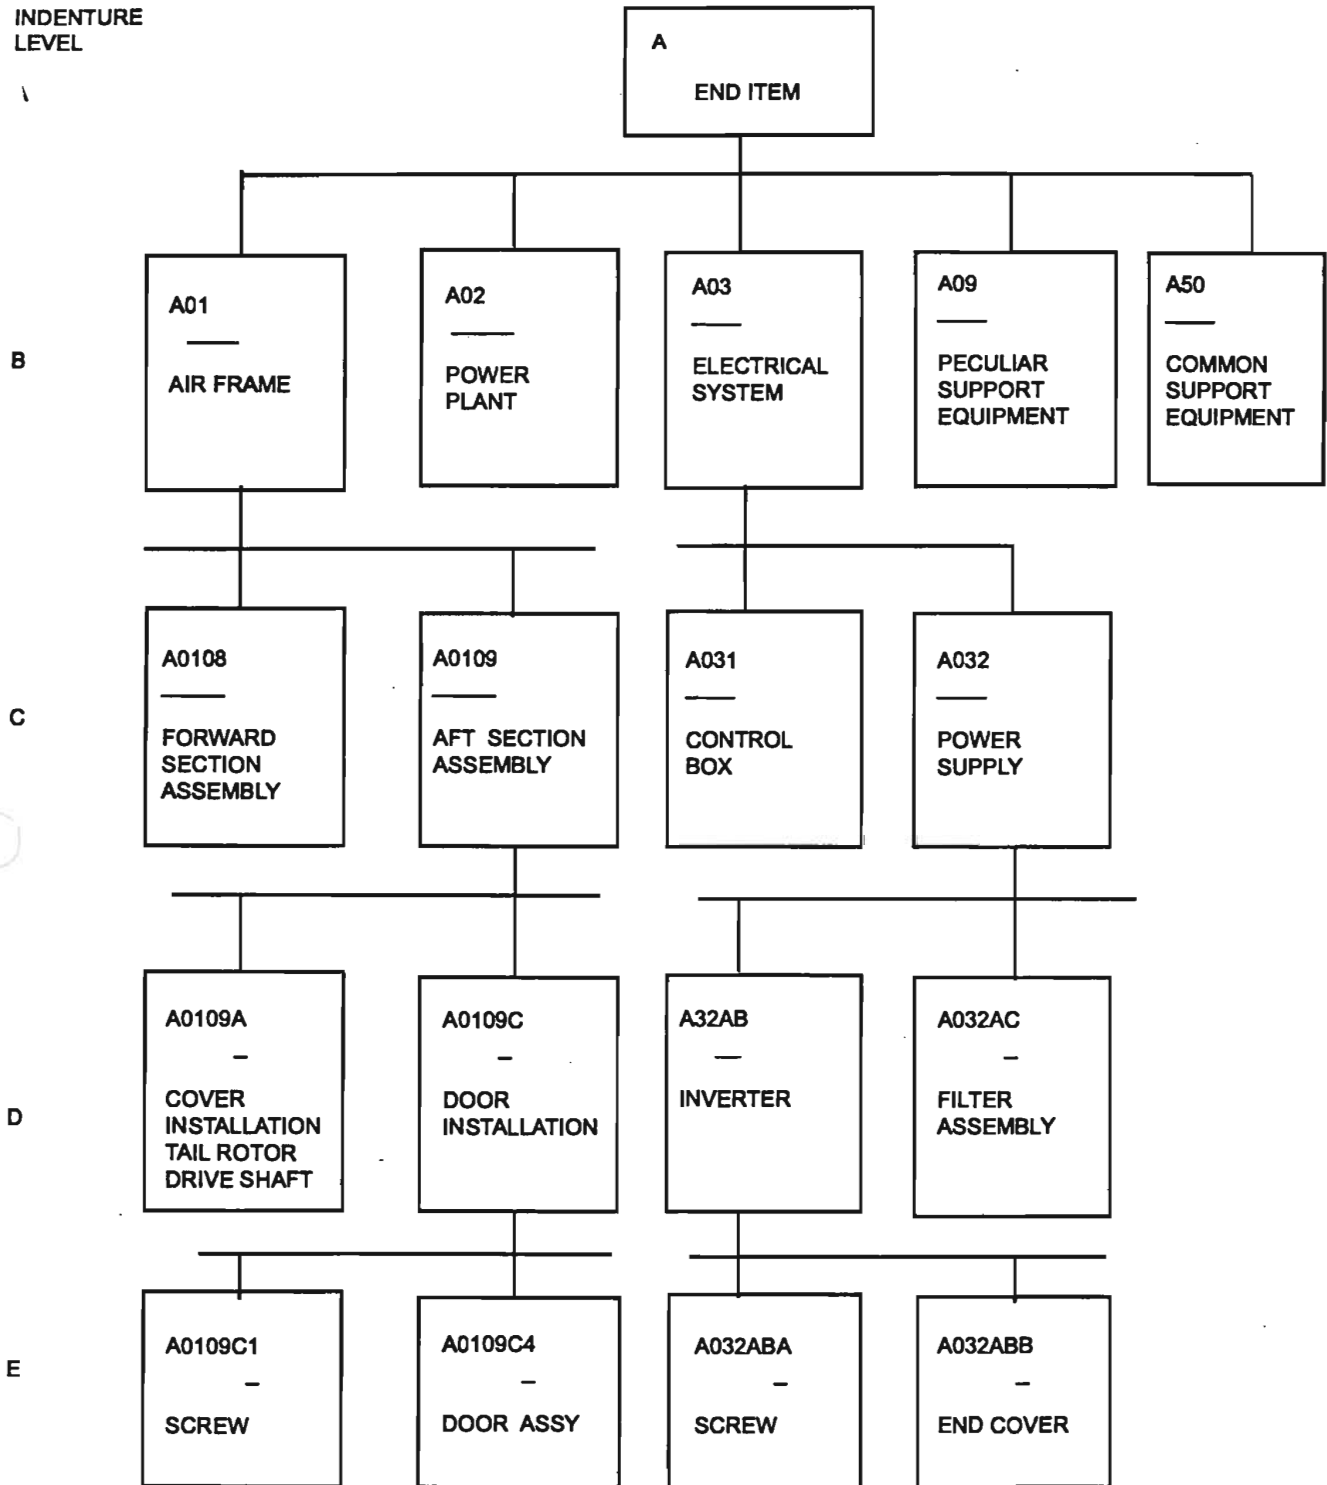 INDENTURE
LEVEL
A
END ITEM
B
A01
AIR FRAME
A02
POWER
PLANT
A03
ELECTRICAL
SYSTEM
A09
PECULIAR
SUPPORT
EQUIPMENT
A50
COMMON
SUPPORT
EQUIPMENT
C
A0108
FORWARD
SECTION
ASSEMBLY
A0109
AFT SECTION
ASSEMBLY
A031
CONTROL
BOX
A032
POWER
SUPPLY
D
A0109A
COVER
INSTALLATION
TAIL ROTOR
DRIVE SHAFT
A0109C
DOOR
INSTALLATION
A32AB
INVERTER
A032AC
FILTER
ASSEMBLY
E
A0109C1
SCREW
A0109C4
DOOR ASSY
A032ABA
SCREW
A032ABB
END COVER